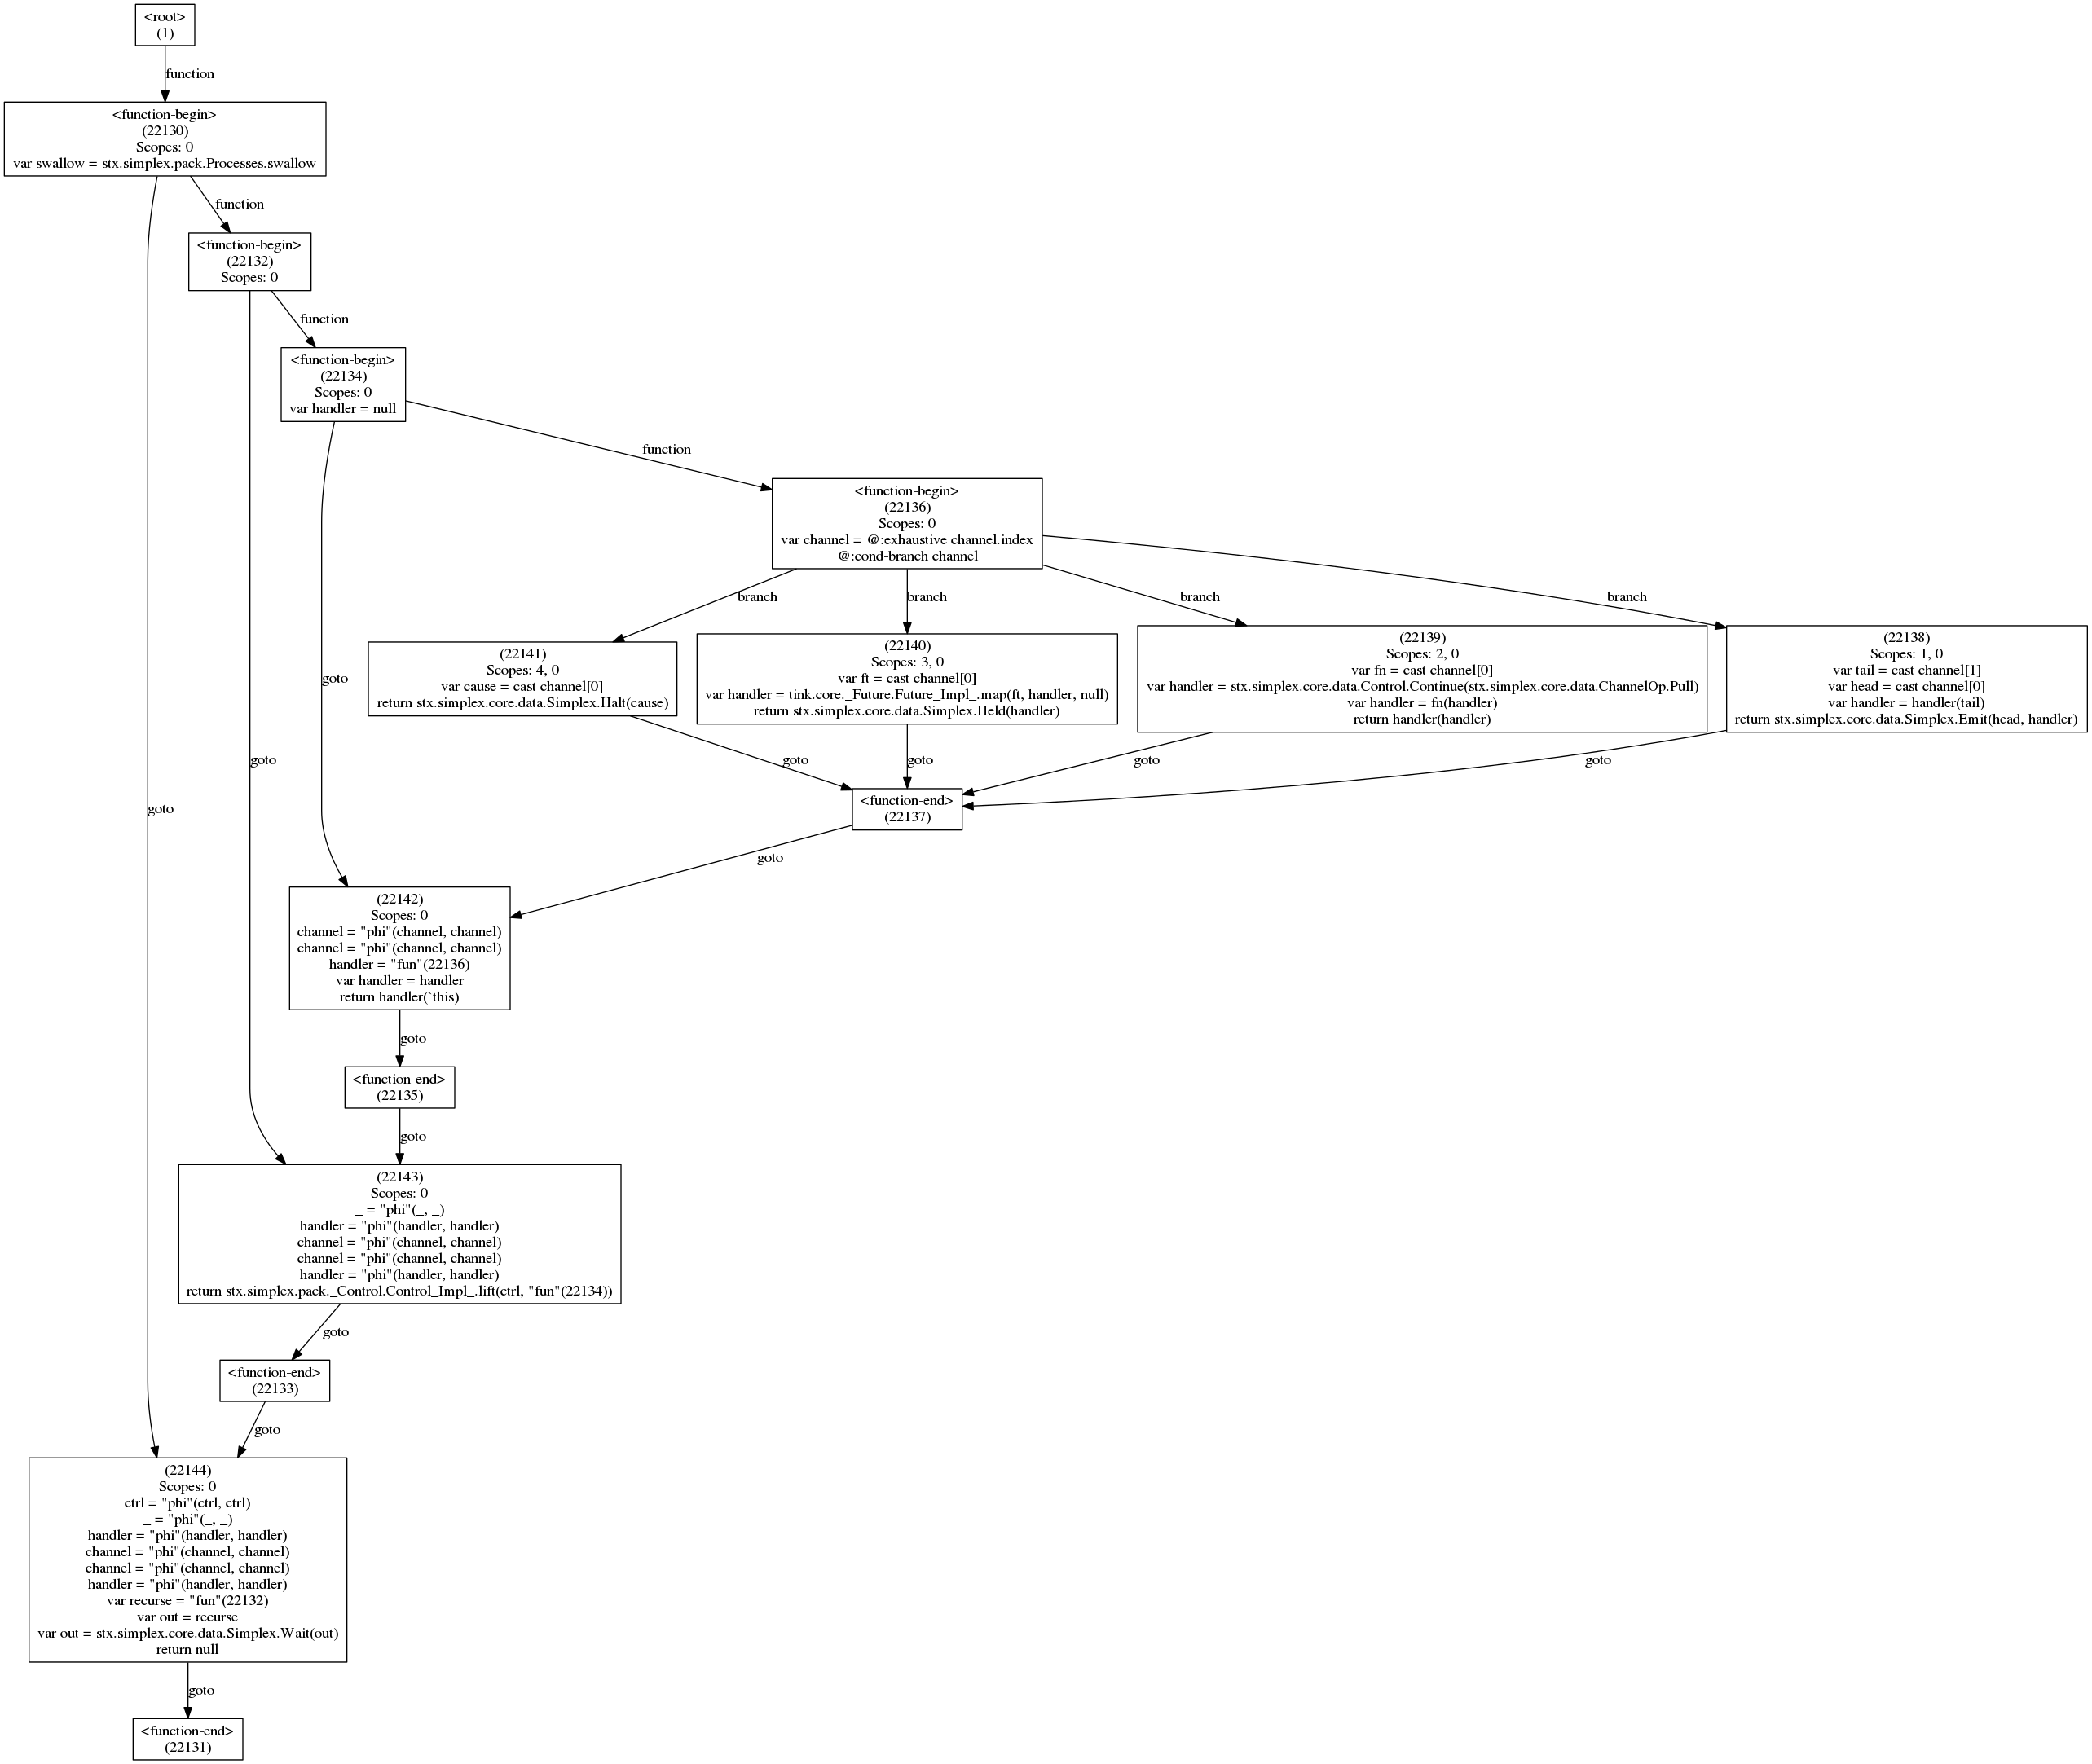 <root>
(1)
function
<function-begin>
(22130)
Scopes: 0
var swallow = stx.simplex.pack.Processes.swallow
function
<function-begin>
(22132)
Scopes: 0
function
<function-begin>
(22134)
Scopes: 0
var handler = null
function
<function-begin>
(22136)
Scopes: 0
var channel = @:exhaustive channel.index
@:cond-branch channel
branch
branch
branch
branch
(22141)
Scopes: 4, 0
var cause = cast channel[0]
return stx.simplex.core.data.Simplex.Halt(cause)
(22140)
Scopes: 3, 0
var ft = cast channel[0]
var handler = tink.core._Future.Future_Impl_.map(ft, handler, null)
return stx.simplex.core.data.Simplex.Held(handler)
(22139)
Scopes: 2, 0
var fn = cast channel[0]
var handler = stx.simplex.core.data.Control.Continue(stx.simplex.core.data.ChannelOp.Pull)
var handler = fn(handler)
return handler(handler)
(22138)
Scopes: 1, 0
var tail = cast channel[1]
var head = cast channel[0]
var handler = handler(tail)
return stx.simplex.core.data.Simplex.Emit(head, handler)
goto
goto
goto
goto
goto
goto
goto
<function-end>
(22137)
goto
(22142)
Scopes: 0
channel = "phi"(channel, channel)
channel = "phi"(channel, channel)
handler = "fun"(22136)
var handler = handler
return handler(`this)
goto
<function-end>
(22135)
goto
(22143)
Scopes: 0
_ = "phi"(_, _)
handler = "phi"(handler, handler)
channel = "phi"(channel, channel)
channel = "phi"(channel, channel)
handler = "phi"(handler, handler)
return stx.simplex.pack._Control.Control_Impl_.lift(ctrl, "fun"(22134))
goto
<function-end>
(22133)
goto
(22144)
Scopes: 0
ctrl = "phi"(ctrl, ctrl)
_ = "phi"(_, _)
handler = "phi"(handler, handler)
channel = "phi"(channel, channel)
channel = "phi"(channel, channel)
handler = "phi"(handler, handler)
var recurse = "fun"(22132)
var out = recurse
var out = stx.simplex.core.data.Simplex.Wait(out)
return null
goto
<function-end>
(22131)